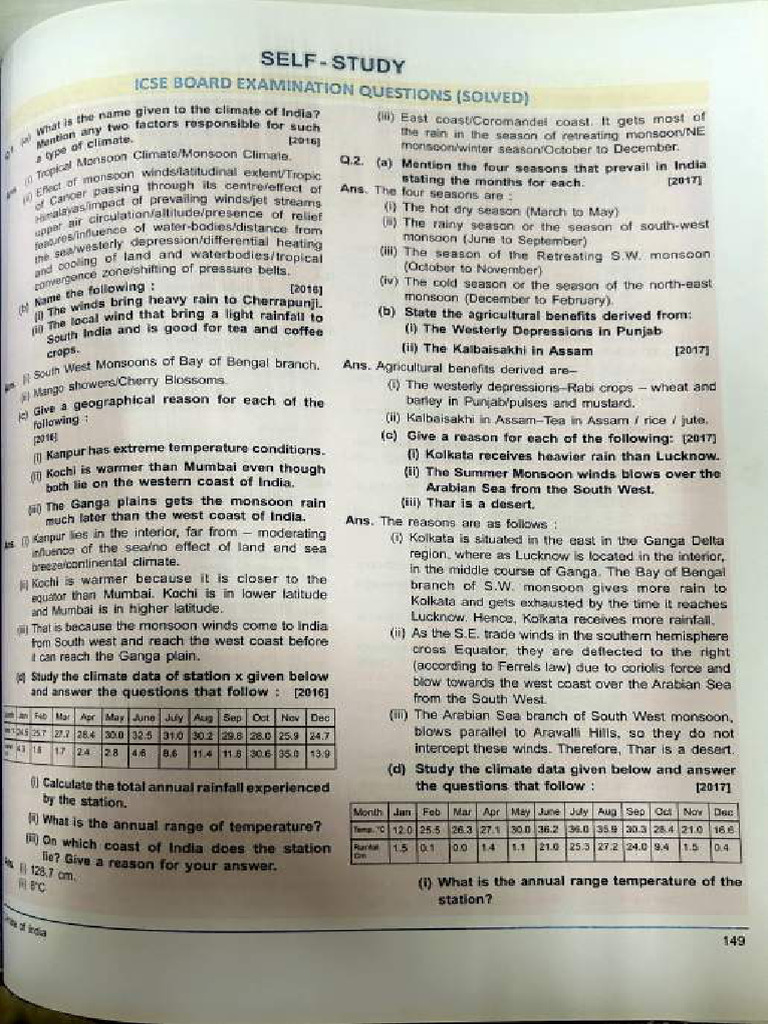 SELF - STUDY
ICSE BOARD EXAMINATION QUESTIONS (SOLVED)
(a) What is the name given to the climate of India?
Mention any two factors responsible for such
a type of climate. [2016]
(i) Tropical Monsoon Climate/Monsoon Climate.
(ii) Effect of monsoon winds/latitudinal extent/Tropic
of Cancer passing through its centre/effect of
Himalayas/impact of prevailing winds/jet streams
upper air circulation/altitude/presence of relief
features/influence of water-bodies/distance from
the sea/westerly depression/differential heating
and cooling of land and waterbodies/tropical
convergence zone/shifting of pressure belts.
(b) Name the following : [2016]
(i) The winds bring heavy rain to Cherrapunji.
(ii) The local wind that bring a light rainfall to
South India and is good for tea and coffee
crops.
Ans. (i) South West Monsoons of Bay of Bengal branch.
(ii) Mango showers/Cherry Blossoms.
(c) Give a geographical reason for each of the
following :
[2016]
(i) Kanpur has extreme temperature conditions.
(ii) Kochi is warmer than Mumbai even though
both lie on the western coast of India.
(iii) The Ganga plains gets the monsoon rain
much later than the west coast of India.
Ans. (i) Kanpur lies in the interior, far from – moderating
influence of the sea/no effect of land and sea
breeze/continental climate.
(ii) Kochi is warmer because it is closer to the
equator than Mumbai. Kochi is in lower latitude
and Mumbai is in higher latitude.
(iii) That is because the monsoon winds come to India
from South west and reach the west coast before
it can reach the Ganga plain.
(d) Study the climate data of station x given below
and answer the questions that follow : [2016]
Jan Feb Mar Apr May June July Aug Sep Oct Nov Dec
24.5 25.7 27.7 28.4 30.0 32.5 31.0 30.2 29.8 28.0 25.9 24.7
4.3 1.8 1.7 2.4 2.8 4.6 8.6 11.4 11.8 30.6 35.0 13.9
(i) Calculate the total annual rainfall experienced
by the station.
(ii) What is the annual range of temperature?
(iii) On which coast of India does the station
lie? Give a reason for your answer.
Ans. (i) 128.7 cm.
(ii) 8°C
of India
(iii) East coast/Coromandel coast. It gets most of
the rain in the season of retreating monsoon/NE
monsoon/winter season/October to December.
Q.2. (a) Mention the four seasons that prevail in India
stating the months for each. [2017]
Ans. The four seasons are :
(i) The hot dry season (March to May)
(ii) The rainy season or the season of south-west
monsoon (June to September)
(iii) The season of the Retreating S.W. monsoon
(October to November)
(iv) The cold season or the season of the north-east
monsoon (December to February).
(b) State the agricultural benefits derived from:
(i) The Westerly Depressions in Punjab
(ii) The Kalbaisakhi in Assam [2017]
Ans. Agricultural benefits derived are–
(i) The westerly depressions–Rabi crops – wheat and
barley in Punjab/pulses and mustard.
(ii) Kalbaisakhi in Assam–Tea in Assam / rice / jute.
(c) Give a reason for each of the following: [2017]
(i) Kolkata receives heavier rain than Lucknow.
(ii) The Summer Monsoon winds blows over the
Arabian Sea from the South West.
(iii) Thar is a desert.
Ans. The reasons are as follows :
(i) Kolkata is situated in the east in the Ganga Delta
region, where as Lucknow is located in the interior,
in the middle course of Ganga. The Bay of Bengal
branch of S.W. monsoon gives more rain to
Kolkata and gets exhausted by the time it reaches
Lucknow. Hence, Kolkata receives more rainfall.
(ii) As the S.E. trade winds in the southern hemisphere
cross Equator, they are deflected to the right
(according to Ferrels law) due to coriolis force and
blow towards the west coast over the Arabian Sea
from the South West.
(iii) The Arabian Sea branch of South West monsoon,
blows parallel to Aravalli Hills, so they do not
intercept these winds. Therefore, Thar is a desert.
(d) Study the climate data given below and answer
the questions that follow : [2017]
Month Jan Feb Mar Apr May June July Aug Sep Oct Nov Dec
Temp. °C 12.0 25.5 26.3 27.1 30.0 36.2 36.0 35.9 30.3 28.4 21.0 16.6
Rainfall Cm 1.5 0.1 0.0 1.4 1.1 21.0 25.3 27.2 24.0 9.4 1.5 0.4
(i) What is the annual range temperature of the
station?
149